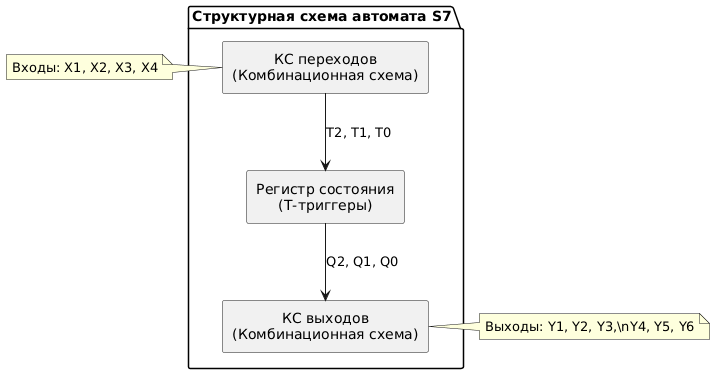 Структурная схема автомата S7
КС переходов
(Комбинационная схема)
Входы: X1, X2, X3, X4
T2, T1, T0
Регистр состояния
(Т-триггеры)
Q2, Q1, Q0
КС выходов
(Комбинационная схема)
Выходы: Y1, Y2, Y3,\nY4, Y5, Y6